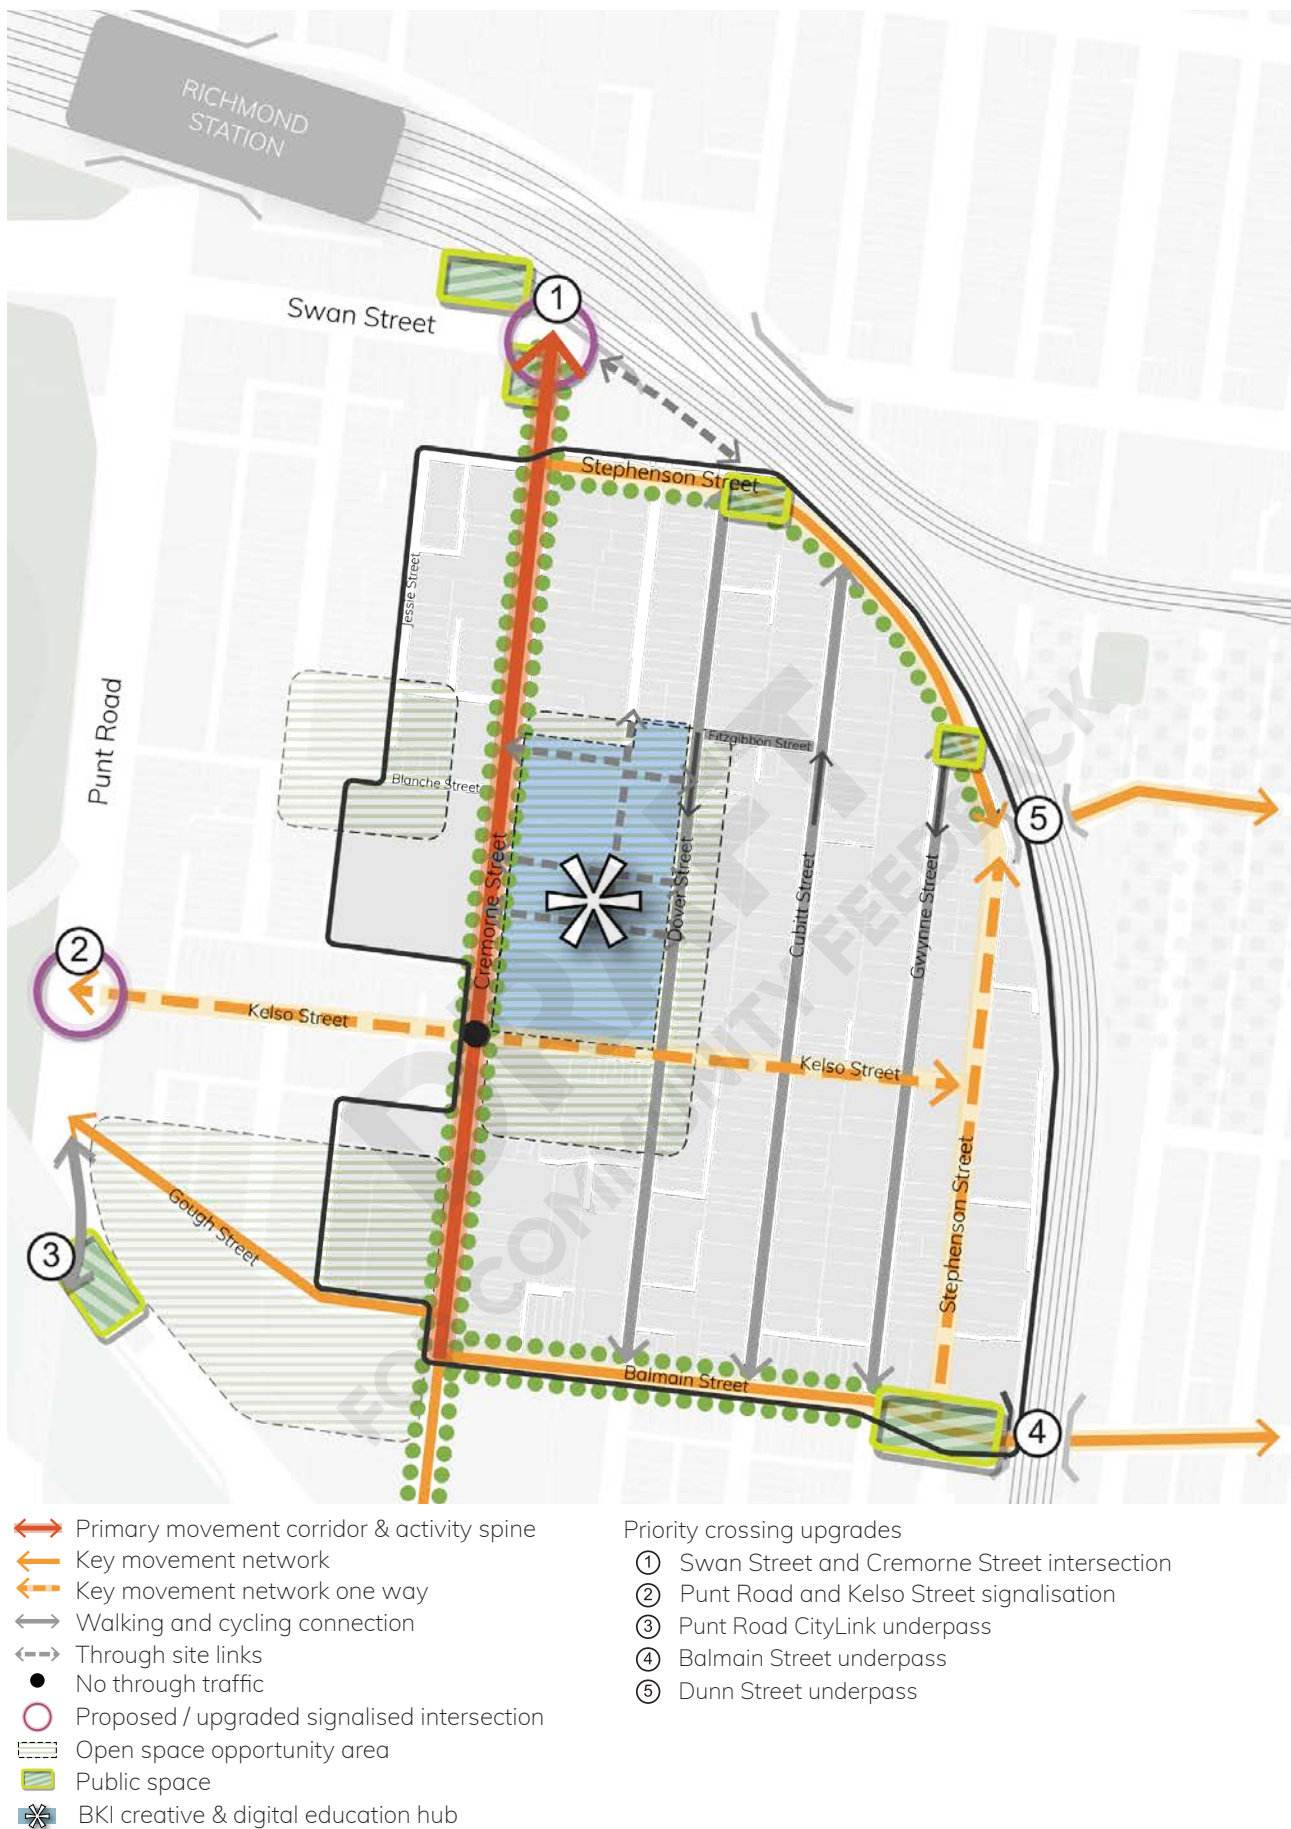 RICHMOND
STATION
1
Swan Street
Stephenson Street
Jessie Street
Punt Road
Fitzgibbon Street
Blanche Street
5
Cremorne Street
Dover Street
Cubitt Street
Gwynne Street
2
Kelso Street
Kelso Street
Gough Street
Stephenson Street
3
Balmain Street
4
DRAFT
FOR COMMUNITY FEEDBACK
Primary movement corridor & activity spine
Key movement network
Key movement network one way
Walking and cycling connection
Through site links
No through traffic
Proposed / upgraded signalised intersection
Open space opportunity area
Public space
BKI creative & digital education hub
Priority crossing upgrades
1 Swan Street and Cremorne Street intersection
2 Punt Road and Kelso Street signalisation
3 Punt Road CityLink underpass
4 Balmain Street underpass
5 Dunn Street underpass